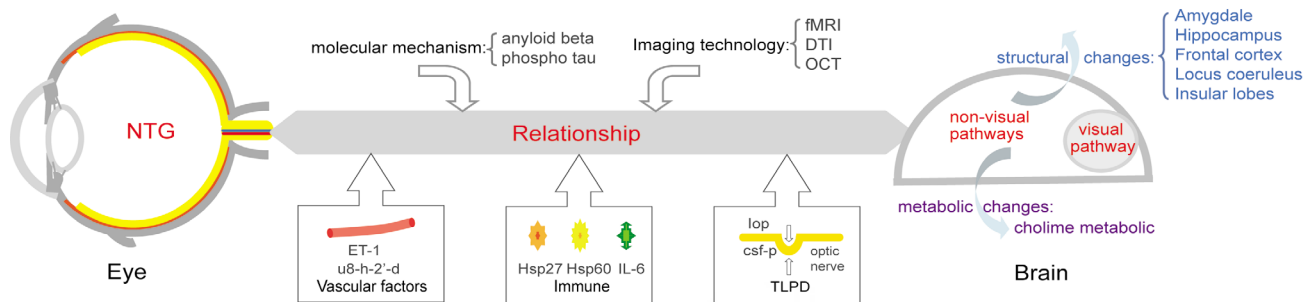 NTG
Eye
molecular mechanism:
anyloid beta
phospho tau
Imaging technology:
fMRI
DTI
OCT
Relationship
ET-1
u8-h-2'-d
Vascular factors
Hsp27 Hsp60 IL-6
Immune
Iop
csf-p
optic
nerve
TLPD
structural changes:
Amygdale
Hippocampus
Frontal cortex
Locus coeruleus
Insular lobes
non-visual
pathways
visual
pathway
metabolic changes:
cholime metabolic
Brain